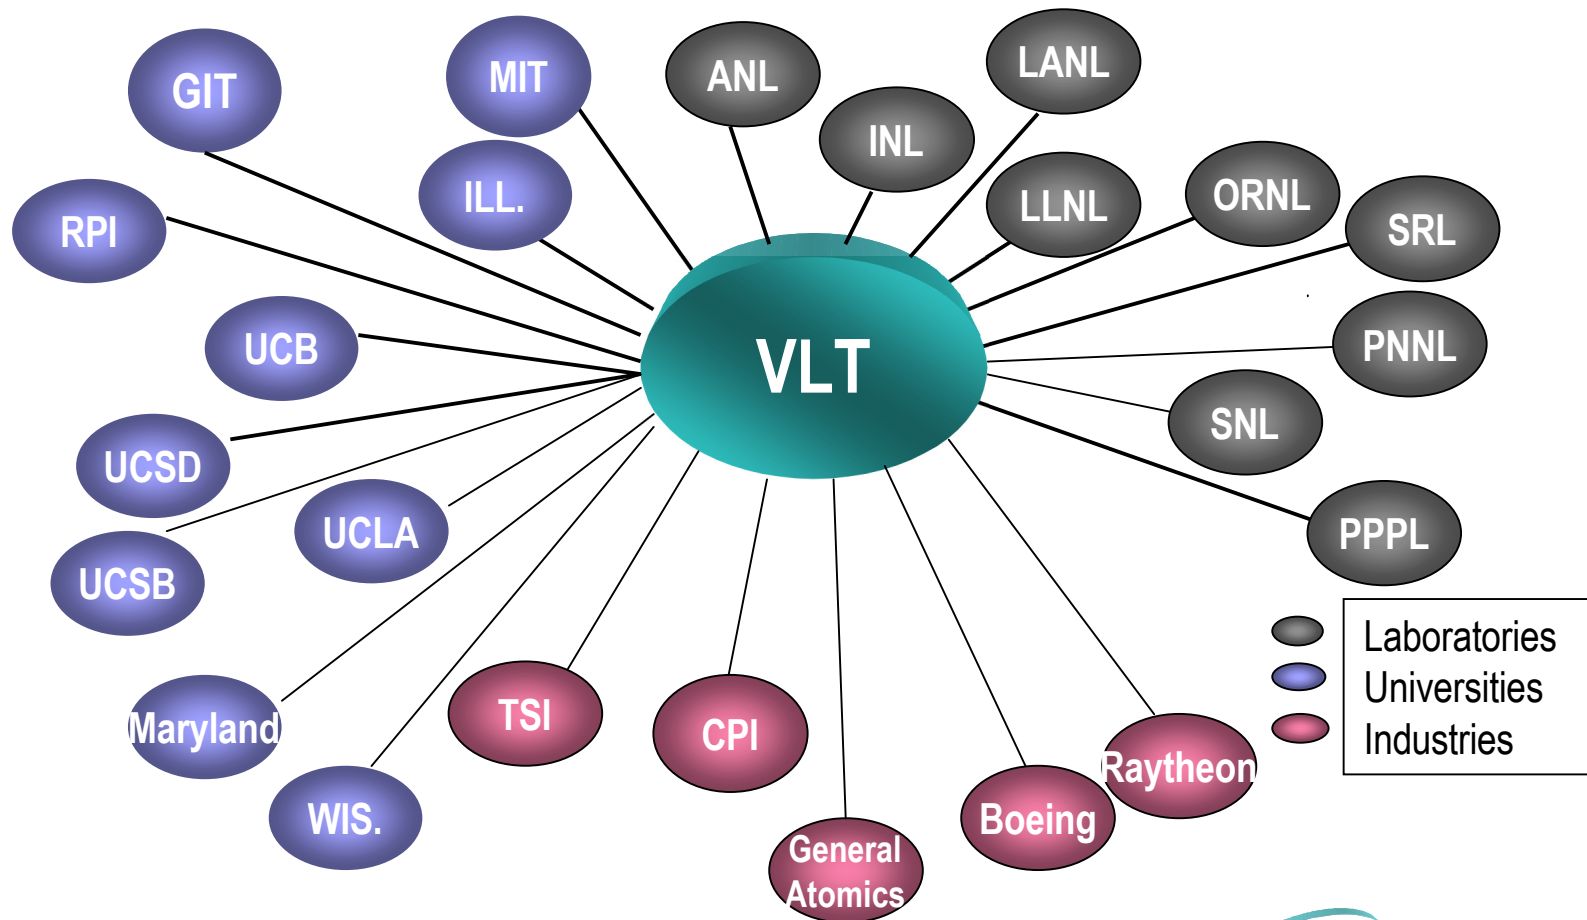 GIT
MIT
ANL
LANL
INL
ILL.
LLNL
ORNL
RPI
SRL
UCB
VLT
PNNL
SNL
UCSD
UCLA
PPPL
UCSB
Laboratories
Universities
Industries
Maryland
TSI
CPI
Raytheon
WIS.
Boeing
General
Atomics